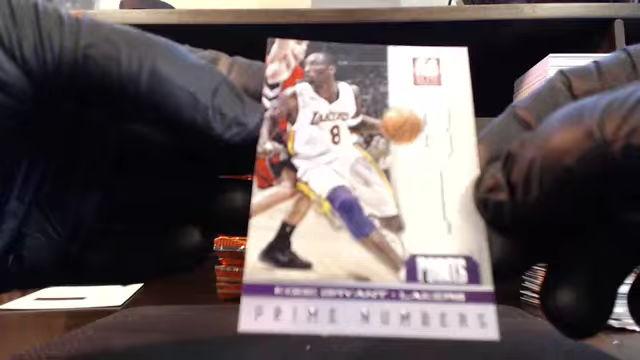 LAKERS
8
POINTS
KOBE BRYANT - LAKERS
PRIME NUMBERS